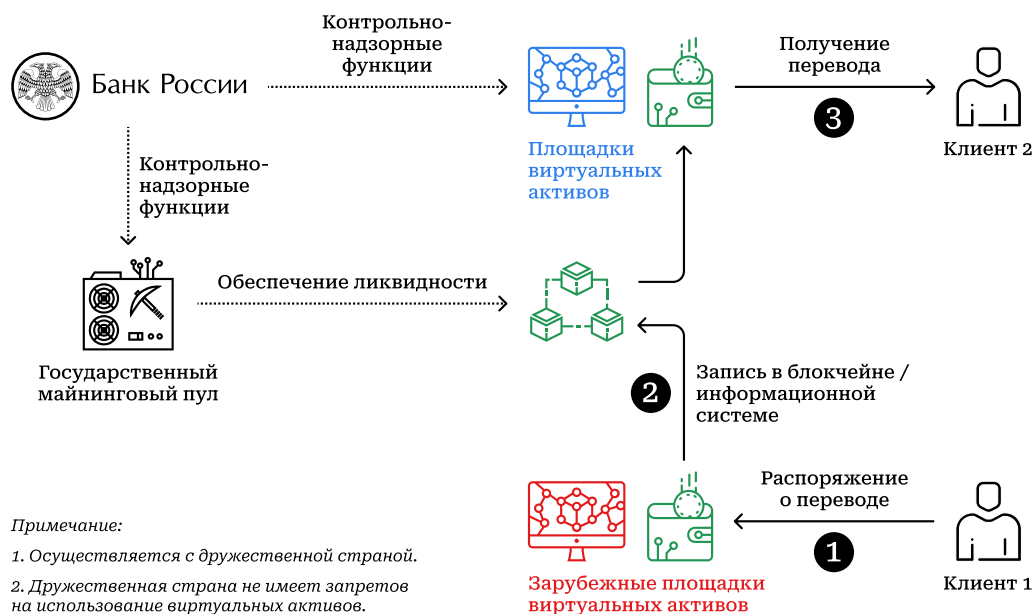 Контрольно-
надзорные
функции
Банк России
Получение
перевода
3
Клиент 2
Площадки
виртуальных
активов
Контрольно-
надзорные
функции
Обеспечение ликвидности
Государственный
майнинговый пул
2
Запись в блокчейне /
информационной
системе
Распоряжение
о переводе
1
Клиент 1
Зарубежные площадки
виртуальных активов
Примечание:
1. Осуществляется с дружественной страной.
2. Дружественная страна не имеет запретов
на использование виртуальных активов.